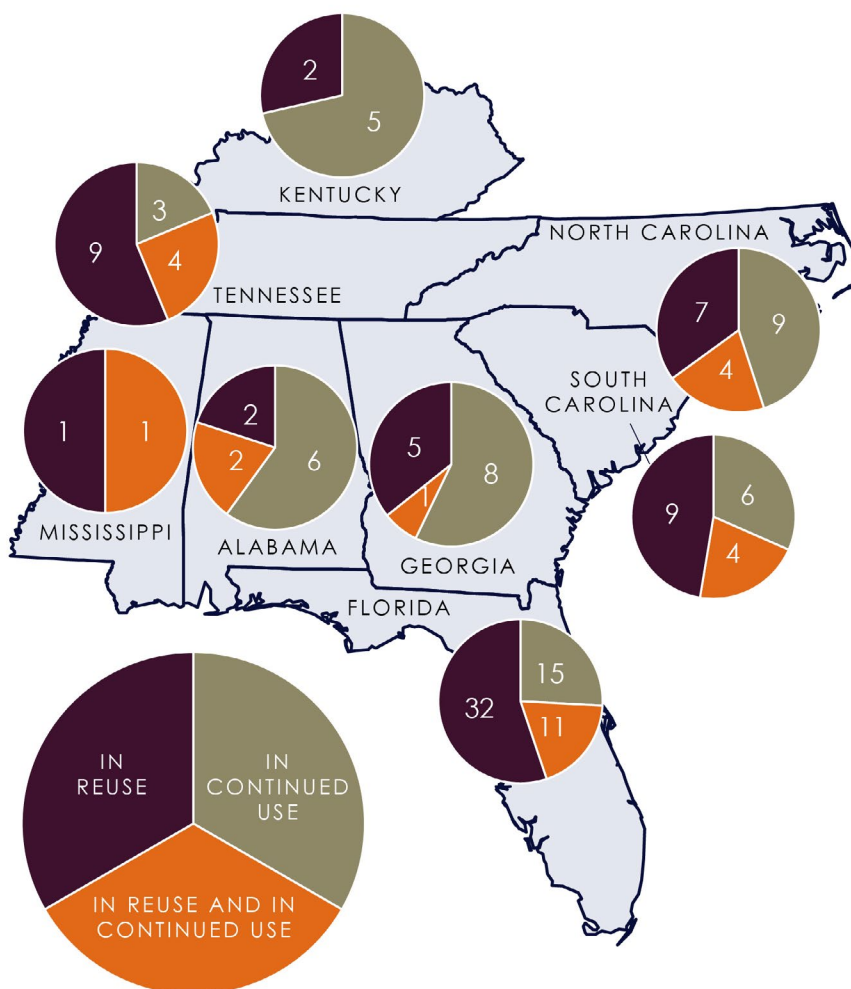 2
5
KENTUCKY
3
9
4
TENNESSEE
NORTH CAROLINA
7
9
4
SOUTH
CAROLINA
1
1
MISSISSIPPI
2
2
6
ALABAMA
5
1
8
GEORGIA
9
6
4
FLORIDA
15
32
11
IN
REUSE
IN
CONTINUED
USE
IN REUSE AND IN
CONTINUED USE